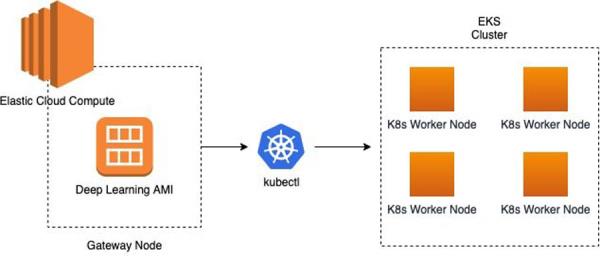 Elastic Cloud Compute
Deep Learning AMI
Gateway Node
kubectl
EKS
Cluster
K8s Worker Node
K8s Worker Node
K8s Worker Node
K8s Worker Node